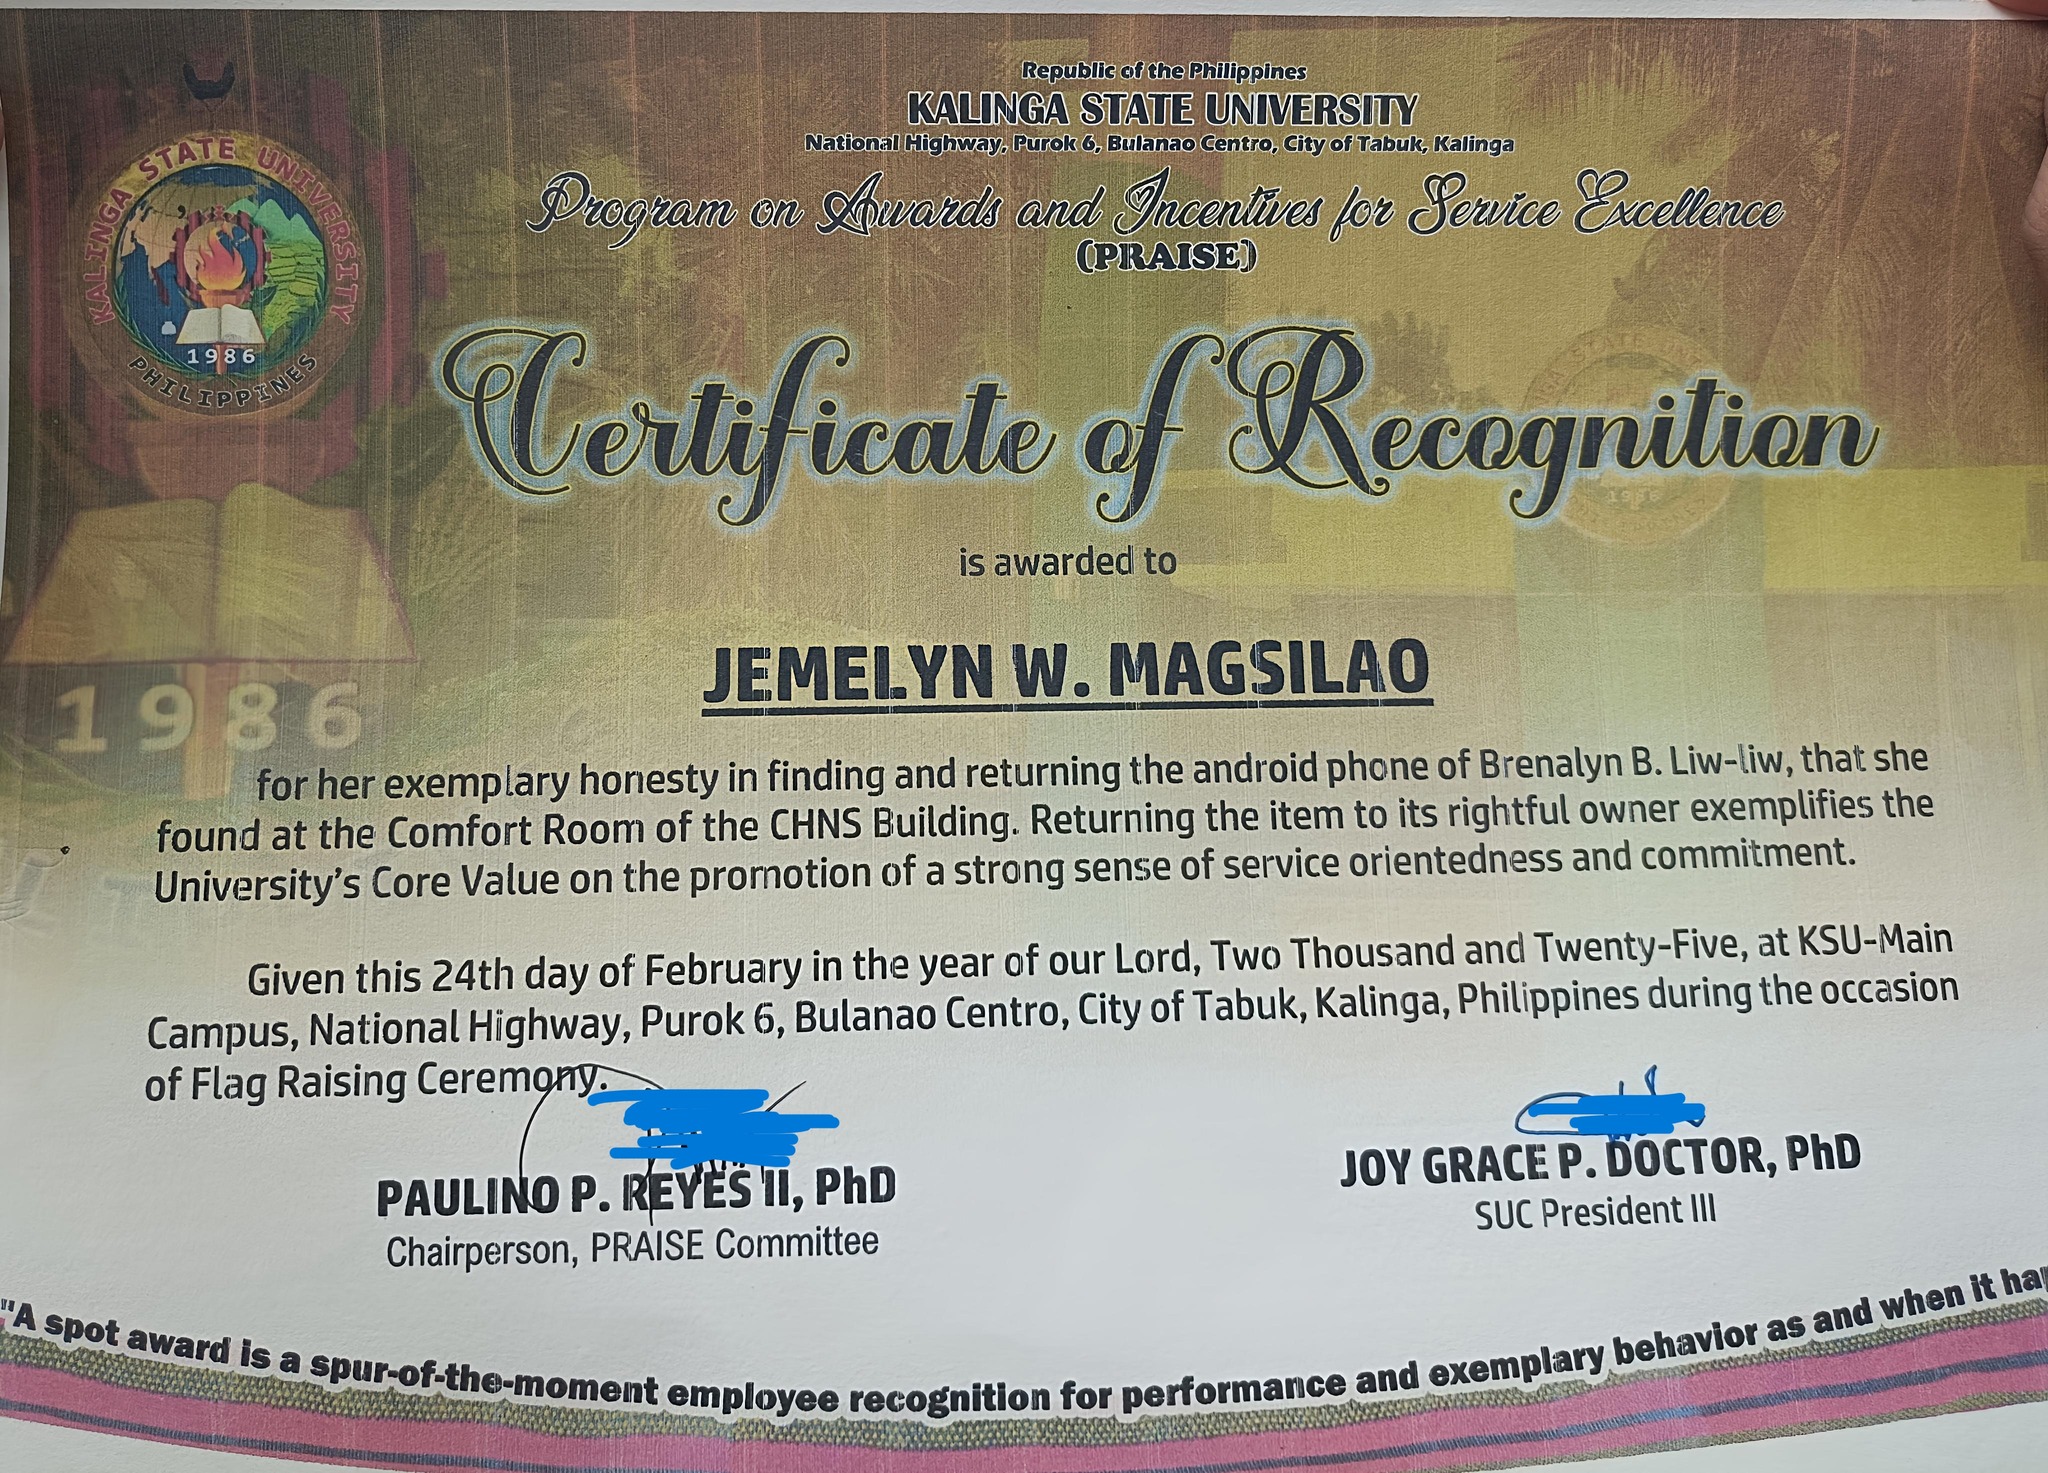 Republic of the Philippines
KALINGA STATE UNIVERSITY
National Highway, Purok 6, Bulanao Centro, City of Tabuk, Kalinga
Program on Awards and Incentives for Service Excellence
(PRAISE)
KALINGA STATE UNIVERSITY
1986
PHILIPPINES
Certificate of Recognition
is awarded to
JEMELYN W. MAGSILAO
1986
for her exemplary honesty in finding and returning the android phone of Brenalyn B. Liw-liw, that she
found at the Comfort Room of the CHNS Building. Returning the item to its rightful owner exemplifies the
University's Core Value on the promotion of a strong sense of service orientedness and commitment.
Given this 24th day of February in the year of our Lord, Two Thousand and Twenty-Five, at KSU-Main
Campus, National Highway, Purok 6, Bulanao Centro, City of Tabuk, Kalinga, Philippines during the occasion
of Flag Raising Ceremony.
PAULINO P. REYES II, PhD
Chairperson, PRAISE Committee
JOY GRACE P. DOCTOR, PhD
SUC President III
"A spot award is a spur-of-the-moment employee recognition for performance and exemplary behavior as and when it